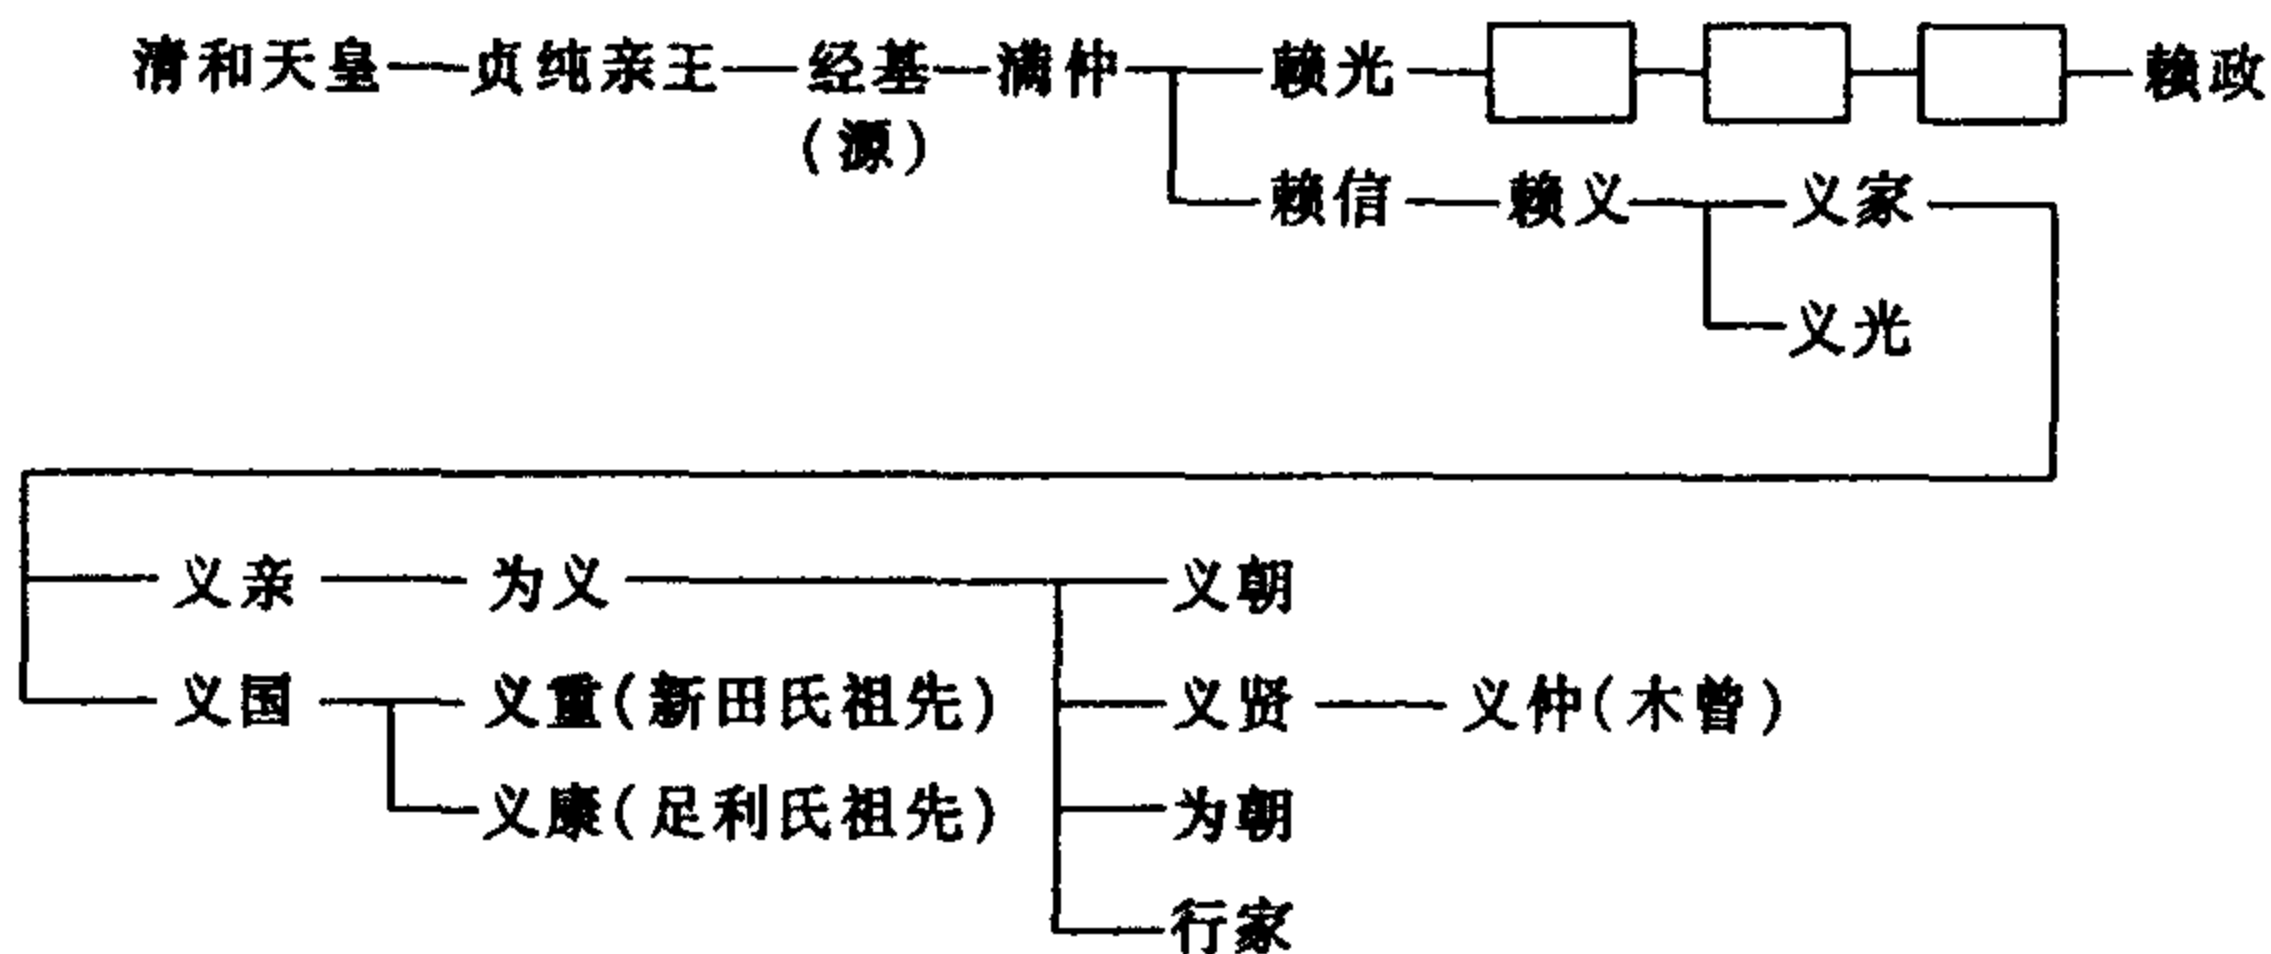 清和天皇 贞纯亲王 经基 满仲 赖光 赖政
(源)
赖信 赖义 义家
义光
义亲 为义 义朝
义国 义重(新田氏祖先) 义贤 义仲(木曾)
义康(足利氏祖先) 为朝
行家